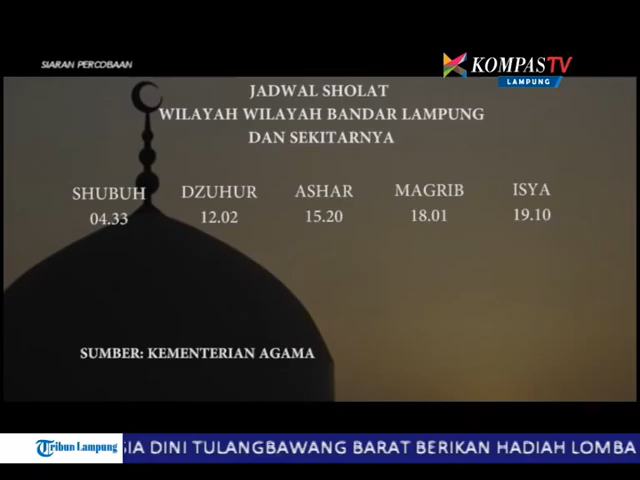 SIARAN PERCOBAAN
KOMPASTV
LAMPUNG
JADWAL SHOLAT
WILAYAH WILAYAH BANDAR LAMPUNG
DAN SEKITARNYA
SHUBUH DZUHUR ASHAR MAGRIB ISYA
04.33 12.02 15.20 18.01 19.10
SUMBER: KEMENTERIAN AGAMA
Tribun Lampung
SIA DINI TULANGBAWANG BARAT BERIKAN HADIAH LOMBA